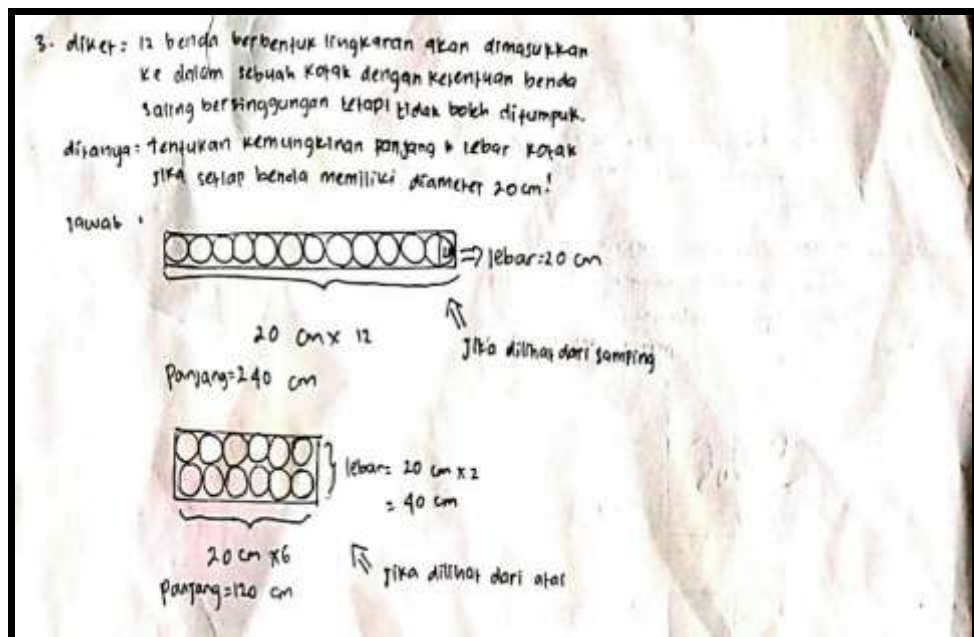 3. diket : 12 benda berbentuk lingkaran akan dimasukkan
ke dalam sebuah kotak dengan ketentuan benda
saling bersinggungan tetapi tidak boleh ditumpuk.
ditanya : tentukan kemungkinan panjang & lebar kotak
jika setiap benda memiliki diameter 20 cm!
Jawab :
⇒ lebar = 20 cm
20 cm x 12
jika dilihat dari samping
Panjang = 240 cm
lebar = 20 cm x 2
= 40 cm
20 cm x 6
jika dilihat dari atas
Panjang = 120 cm